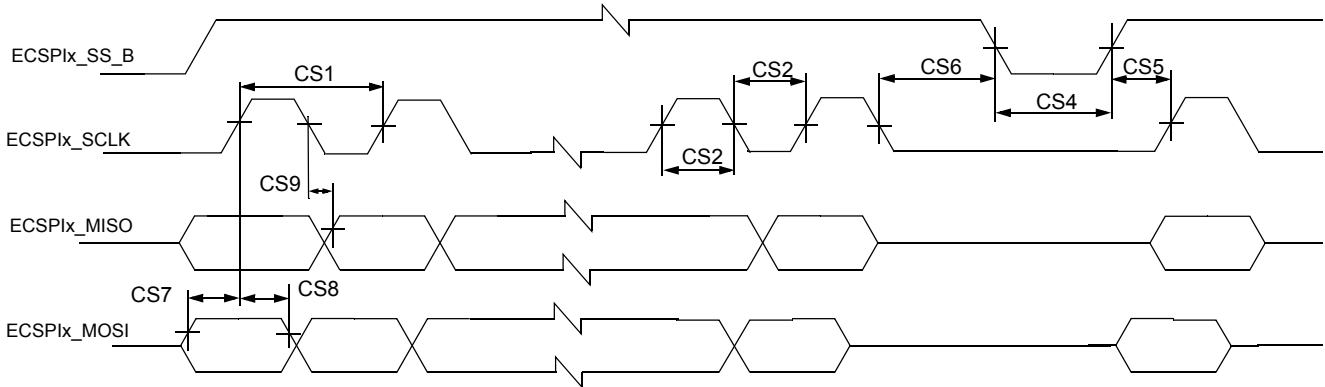 ECSPIx_SS_B
CS1
CS2
CS6
CS5
CS4
ECSPIx_SCLK
CS2
CS9
ECSPIx_MISO
CS7
CS8
ECSPIx_MOSI